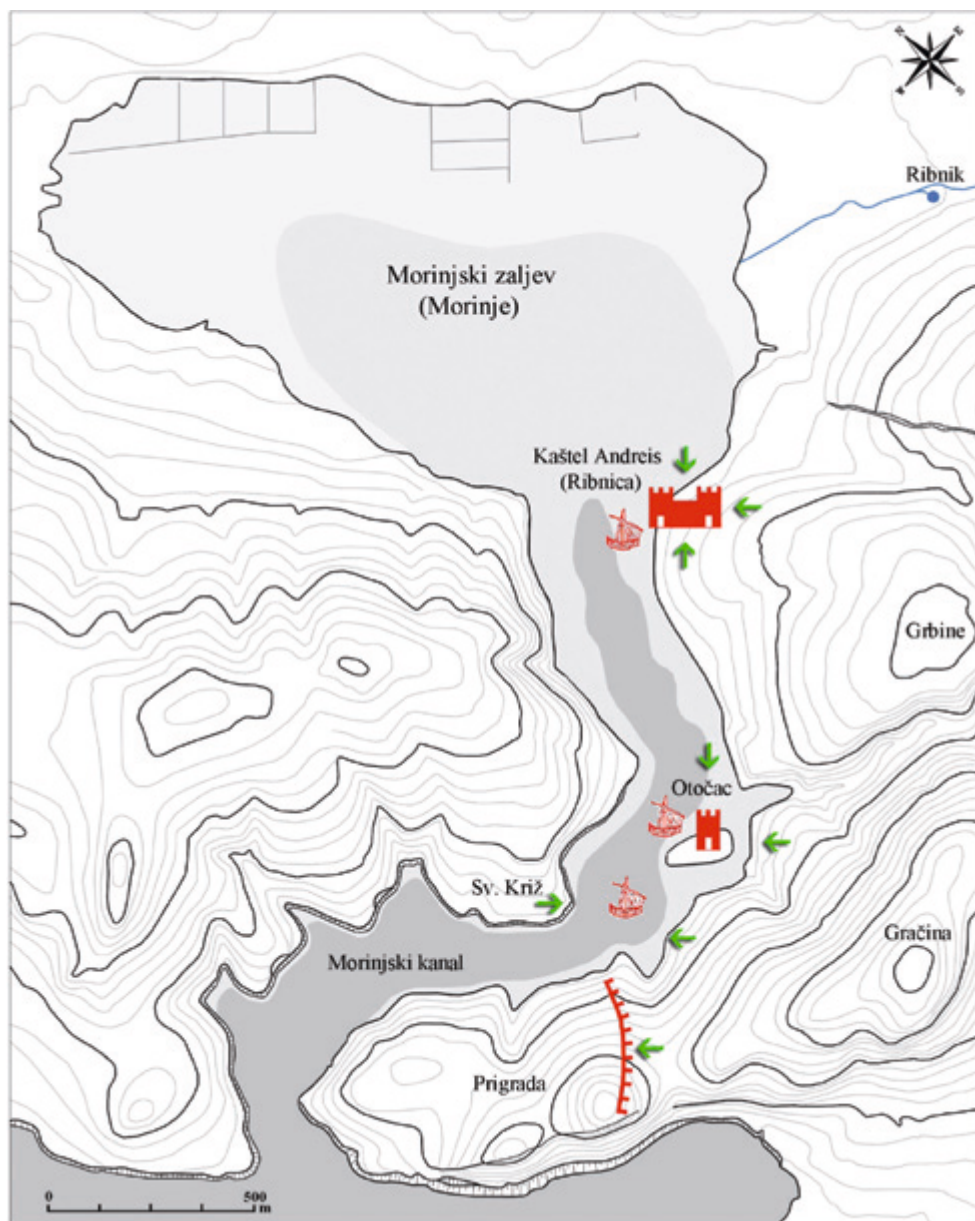 N
E
S
Ribnik
Morinjski zaljev
(Morinje)
Kaštel Andreis
(Ribnica)
Grbine
Otočac
Sv. Križ
Gračina
Morinjski kanal
Prigrada
0 500
m